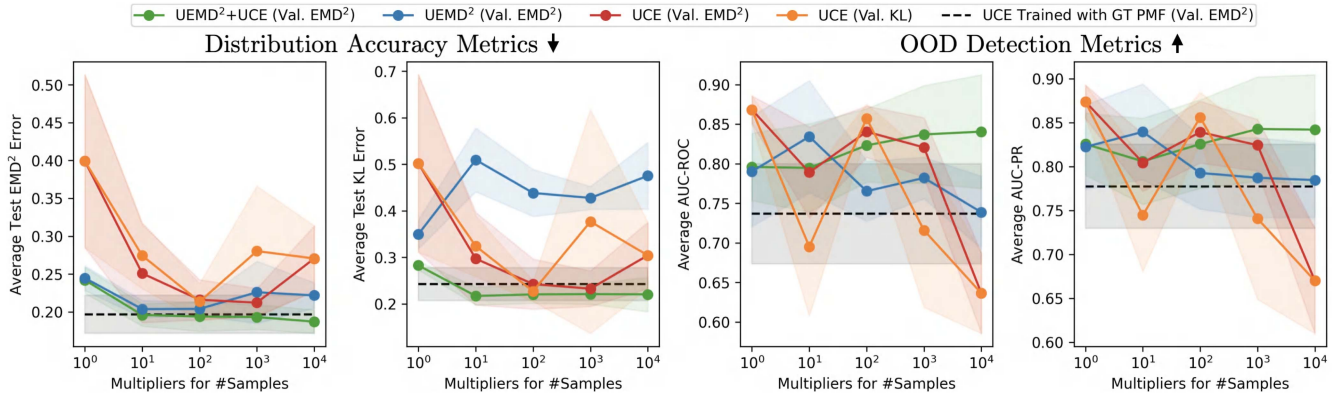 UEMD²+UCE (Val. EMD²) UEMD² (Val. EMD²) UCE (Val. EMD²) UCE (Val. KL) UCE Trained with GT PMF (Val. EMD²)
Distribution Accuracy Metrics ↓
OOD Detection Metrics ↑
Average Test EMD² Error
0.50
0.45
0.40
0.35
0.30
0.25
0.20
10⁰ 10¹ 10² 10³ 10⁴
Multipliers for #Samples
Average Test KL Error
0.7
0.6
0.5
0.4
0.3
0.2
10⁰ 10¹ 10² 10³ 10⁴
Multipliers for #Samples
Average AUC-ROC
0.90
0.85
0.80
0.75
0.70
0.65
0.60
10⁰ 10¹ 10² 10³ 10⁴
Multipliers for #Samples
Average AUC-PR
0.90
0.85
0.80
0.75
0.70
0.65
0.60
10⁰ 10¹ 10² 10³ 10⁴
Multipliers for #Samples